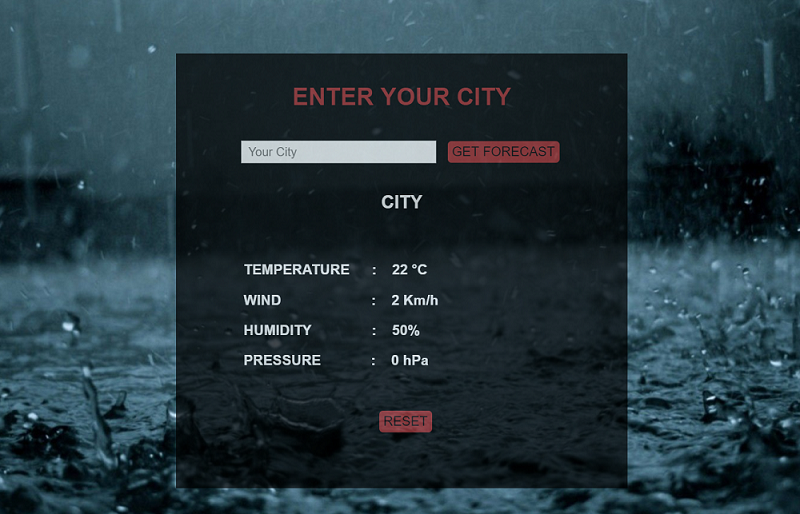 ENTER YOUR CITY
Your City GET FORECAST
CITY
TEMPERATURE : 22 °C
WIND : 2 Km/h
HUMIDITY : 50%
PRESSURE : 0 hPa
RESET